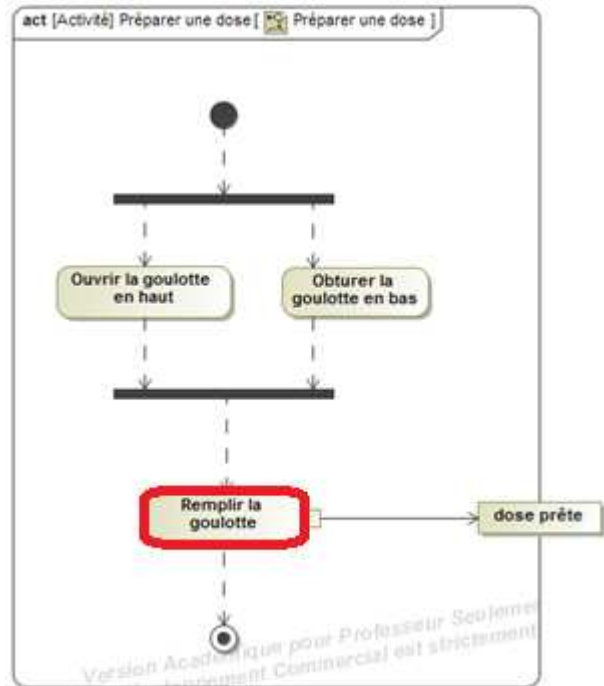 act [Activité] Préparer une dose [ Préparer une dose ]
Ouvrir la goulotte
en haut
Obturer la
goulotte en bas
Remplir la
goulotte
dose prête
Version Académique pour Professeur Seulement
Commercial est strictement